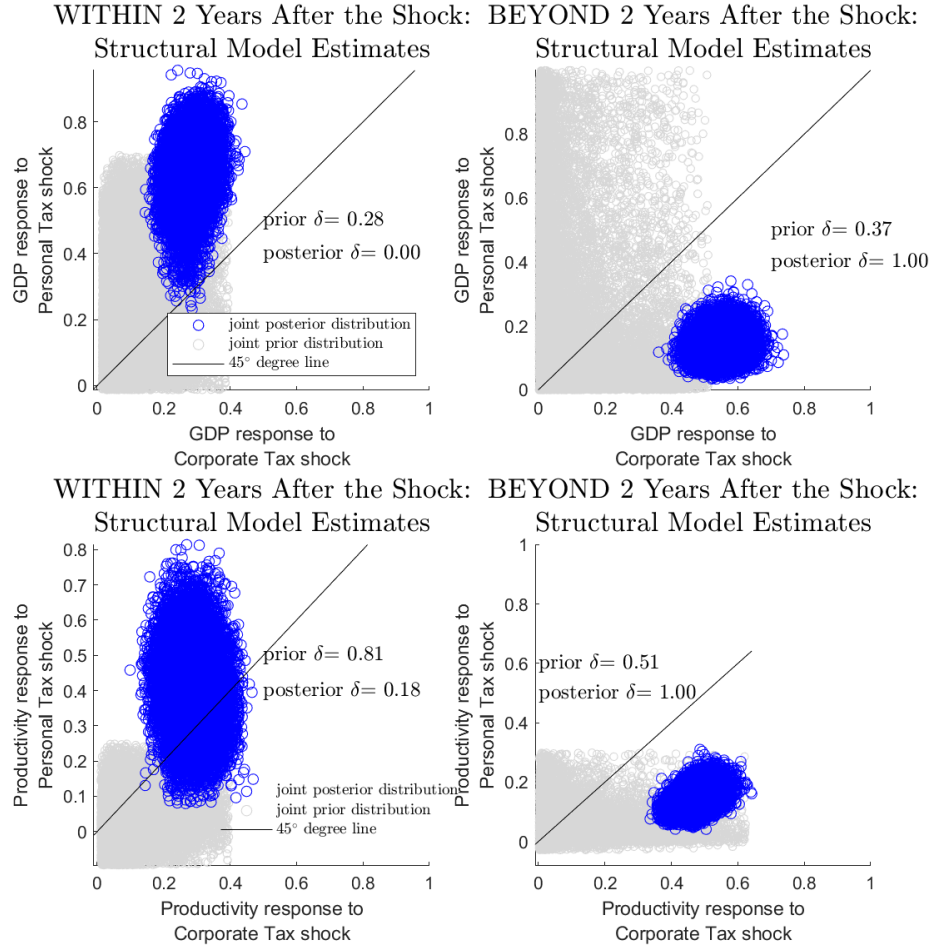 WITHIN 2 Years After the Shock:
Structural Model Estimates
GDP response to
Personal Tax shock
0.8
0.6
0.4
0.2
0
prior δ= 0.28
posterior δ= 0.00
joint posterior distribution
joint prior distribution
45° degree line
0 0.2 0.4 0.6 0.8 1
GDP response to
Corporate Tax shock
BEYOND 2 Years After the Shock:
Structural Model Estimates
GDP response to
Personal Tax shock
0.8
0.6
0.4
0.2
0
prior δ= 0.37
posterior δ= 1.00
0 0.2 0.4 0.6 0.8 1
GDP response to
Corporate Tax shock
WITHIN 2 Years After the Shock:
Structural Model Estimates
Productivity response to
Personal Tax shock
0.8
0.7
0.6
0.5
0.4
0.3
0.2
0.1
0
prior δ= 0.81
posterior δ= 0.18
joint posterior distribution
joint prior distribution
45° degree line
0 0.2 0.4 0.6 0.8 1
Productivity response to
Corporate Tax shock
BEYOND 2 Years After the Shock:
Structural Model Estimates
Productivity response to
Personal Tax shock
1
0.8
0.6
0.4
0.2
0
prior δ= 0.51
posterior δ= 1.00
0 0.2 0.4 0.6 0.8 1
Productivity response to
Corporate Tax shock